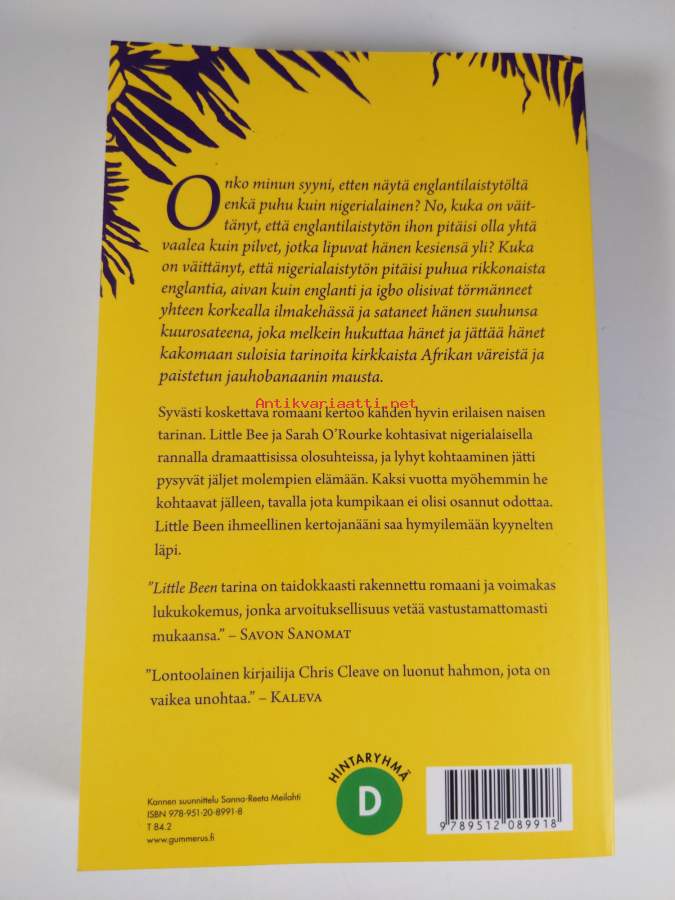 Onko minun syyni, etten näytä englantilaistytöltä
enkä puhu kuin nigerialainen? No, kuka on väit-
tänyt, että englantilaistytön ihon pitäisi olla yhtä
vaalea kuin pilvet, jotka lipuvat hänen kesiensä yli? Kuka
on väittänyt, että nigerialaistytön pitäisi puhua rikkonaista
englantia, aivan kuin englanti ja igbo olisivat törmänneet
yhteen korkealla ilmakehässä ja sataneet hänen suuhunsa
kuurosateena, joka melkein hukuttaa hänet ja jättää hänet
kakomaan suloisia tarinoita kirkkaista Afrikan väreistä ja
paistetun jauhobanaanin mausta.
Antikvariaatti.net
Syvästi koskettava romaani kertoo kahden hyvin erilaisen naisen
tarinan. Little Bee ja Sarah O'Rourke kohtasivat nigerialaisella
rannalla dramaattisissa olosuhteissa, ja lyhyt kohtaaminen jätti
pysyvät jäljet molempien elämään. Kaksi vuotta myöhemmin he
kohtaavat jälleen, tavalla jota kumpikaan ei olisi osannut odottaa.
Little Been ihmeellinen kertojanääni saa hymyilemään kyynelten
läpi.
”Little Been tarina on taidokkaasti rakennettu romaani ja voimakas
lukukokemus, jonka arvoituksellisuus vetää vastustamattomasti
mukaansa.” – SAVON SANOMAT
”Lontoolainen kirjailija Chris Cleave on luonut hahmon, jota on
vaikea unohtaa.” – KALEVA
HINTARYHMÄ
D
Kannen suunnittelu Sanna-Reeta Meilahti
ISBN 978-951-20-8991-8
T 84.2
www.gummerus.fi
9 789512 089918